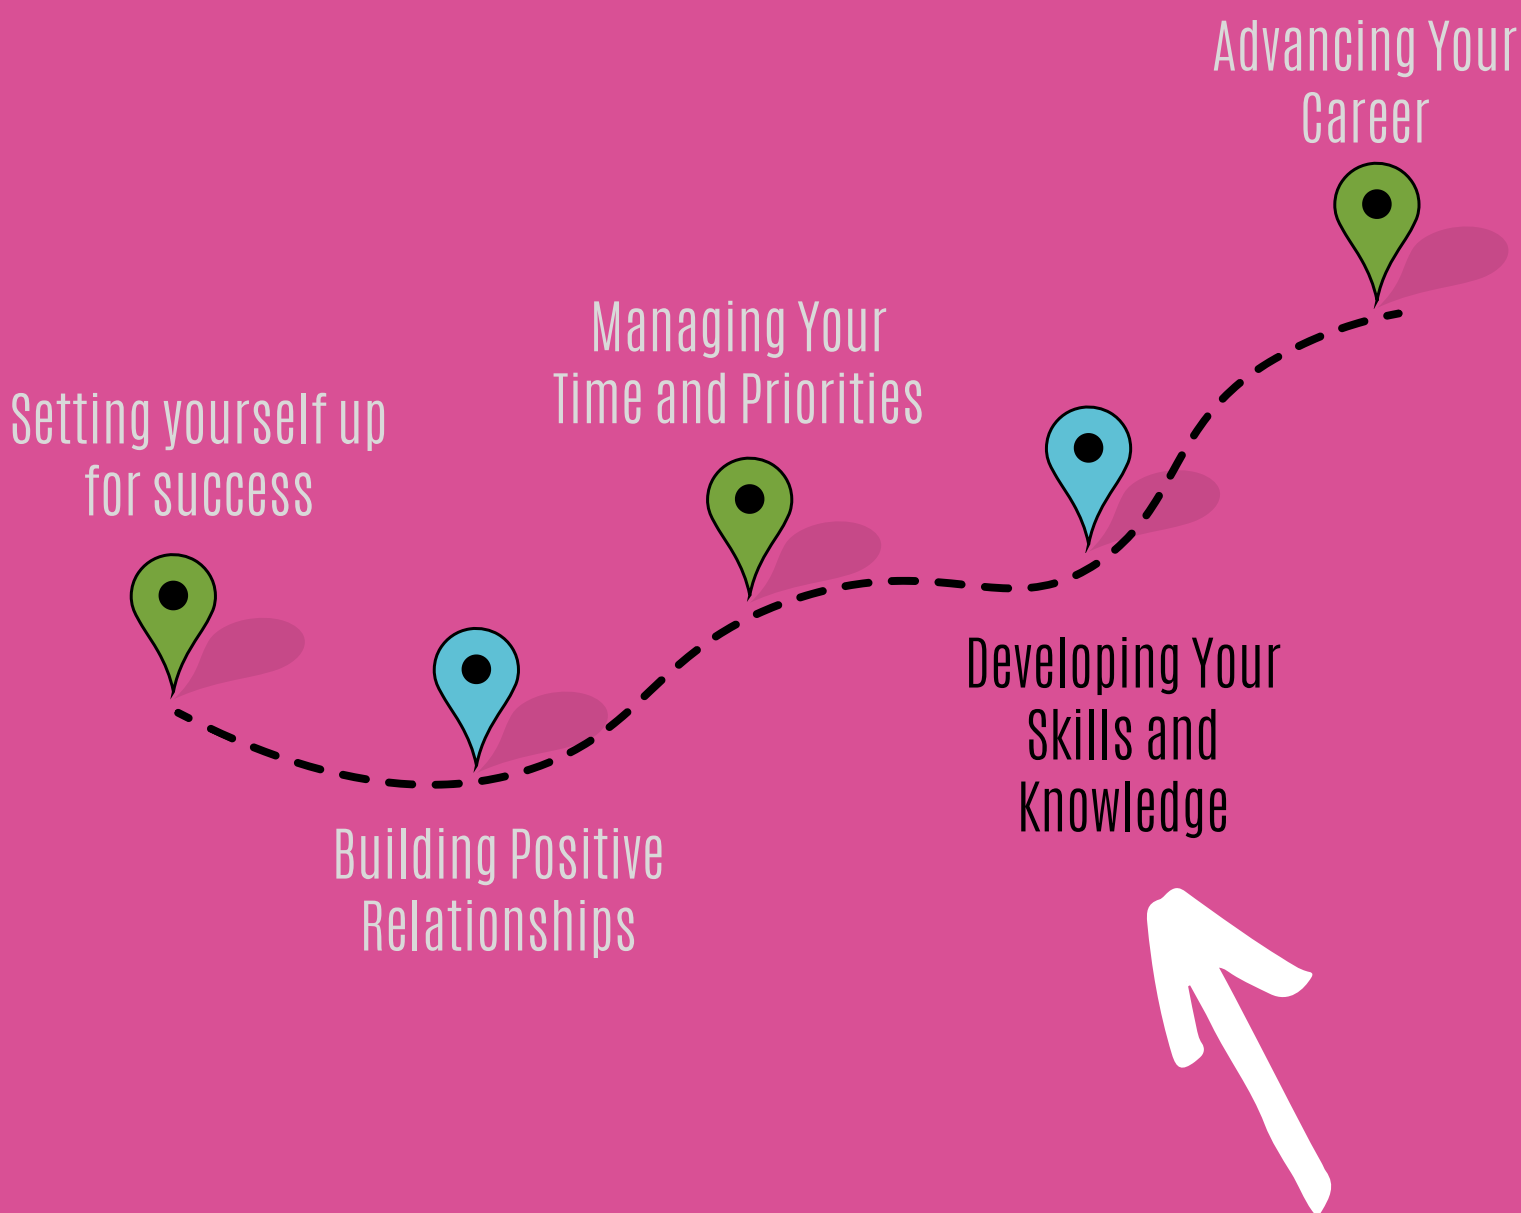 Setting yourself up
for success
Building Positive
Relationships
Managing Your
Time and Priorities
Developing Your
Skills and
Knowledge
Advancing Your
Career